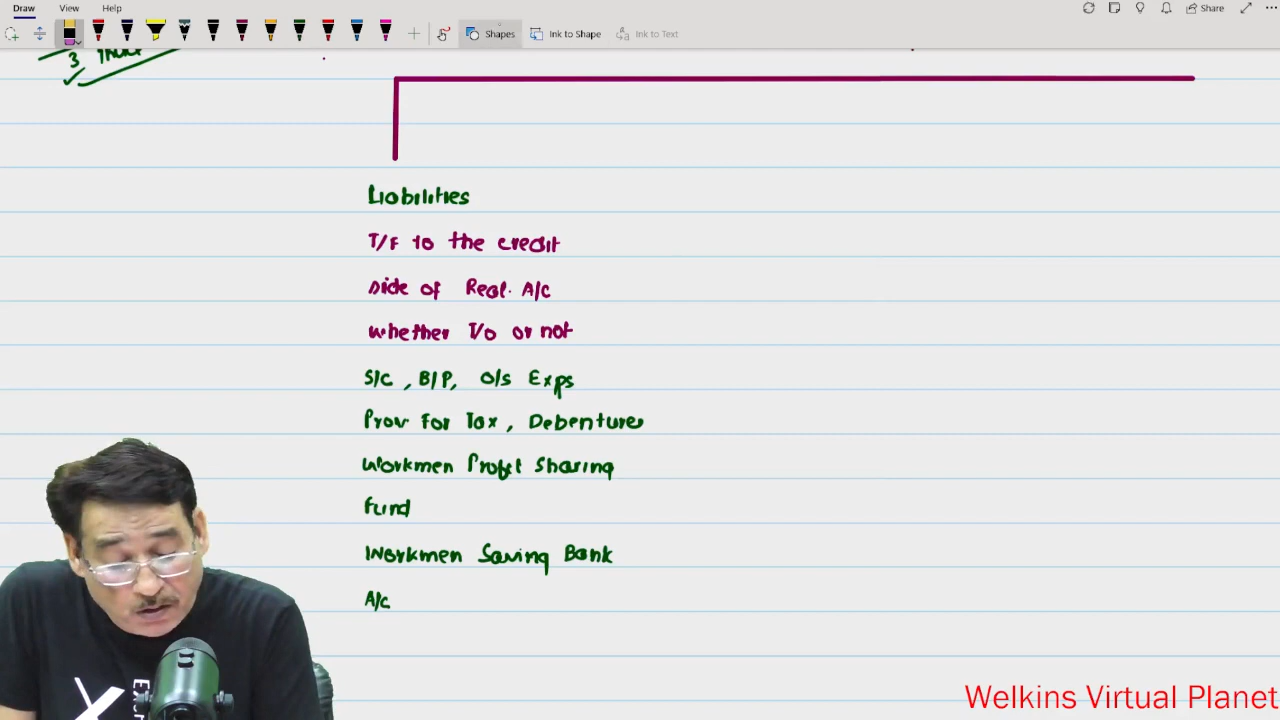 Draw View Help
Share
Shapes Ink to Shape Ink to Text
3
Liabilities
T/F to the credit
side of Real. A/c
whether T/o or not
S/c, B/P, O/s Exps
Prov for Tax, Debentures
Workmen Profit Sharing
Fund
Workmen Saving Bank
A/c
Welkins Virtual Planet